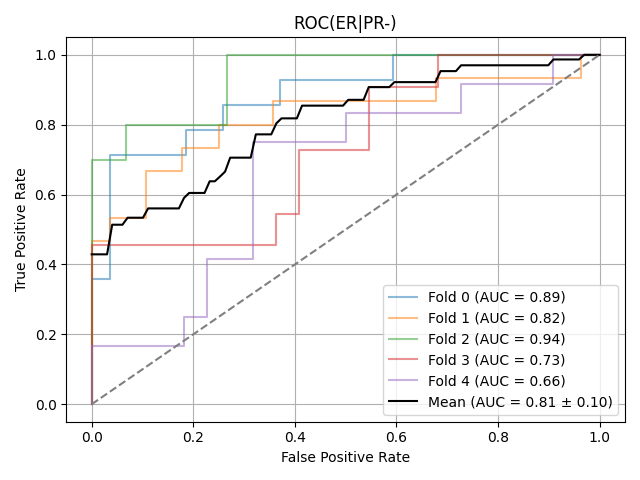 ROC(ER|PR-)
True Positive Rate
1.0
0.8
0.6
0.4
0.2
0.0
0.0 0.2 0.4 0.6 0.8 1.0
False Positive Rate
Fold 0 (AUC = 0.89)
Fold 1 (AUC = 0.82)
Fold 2 (AUC = 0.94)
Fold 3 (AUC = 0.73)
Fold 4 (AUC = 0.66)
Mean (AUC = 0.81 ± 0.10)